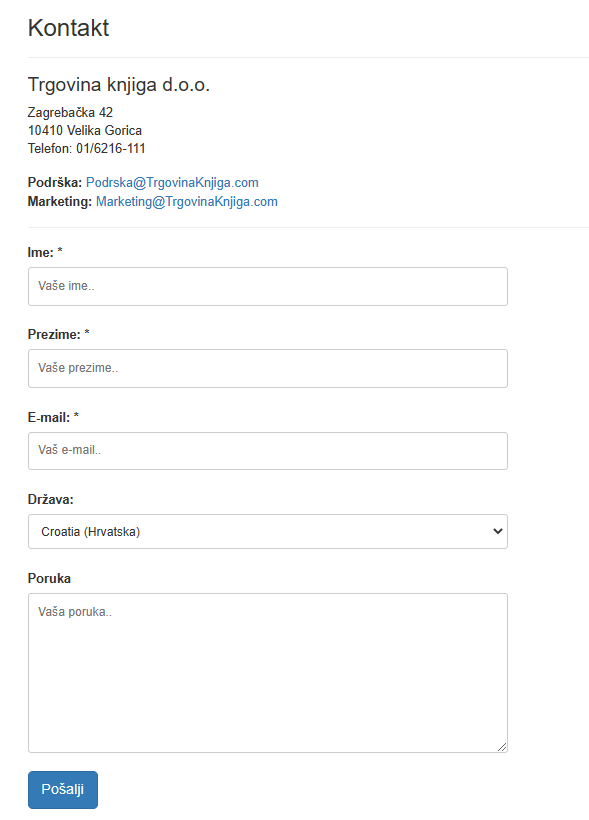 Kontakt
Trgovina knjiga d.o.o.
Zagrebačka 42
10410 Velika Gorica
Telefon: 01/6216-111
Podrška: Podrska@TrgovinaKnjiga.com
Marketing: Marketing@TrgovinaKnjiga.com
Ime: *
Vaše ime..
Prezime: *
Vaše prezime..
E-mail: *
Vaš e-mail..
Država:
Croatia (Hrvatska)
Poruka
Vaša poruka..
Pošalji